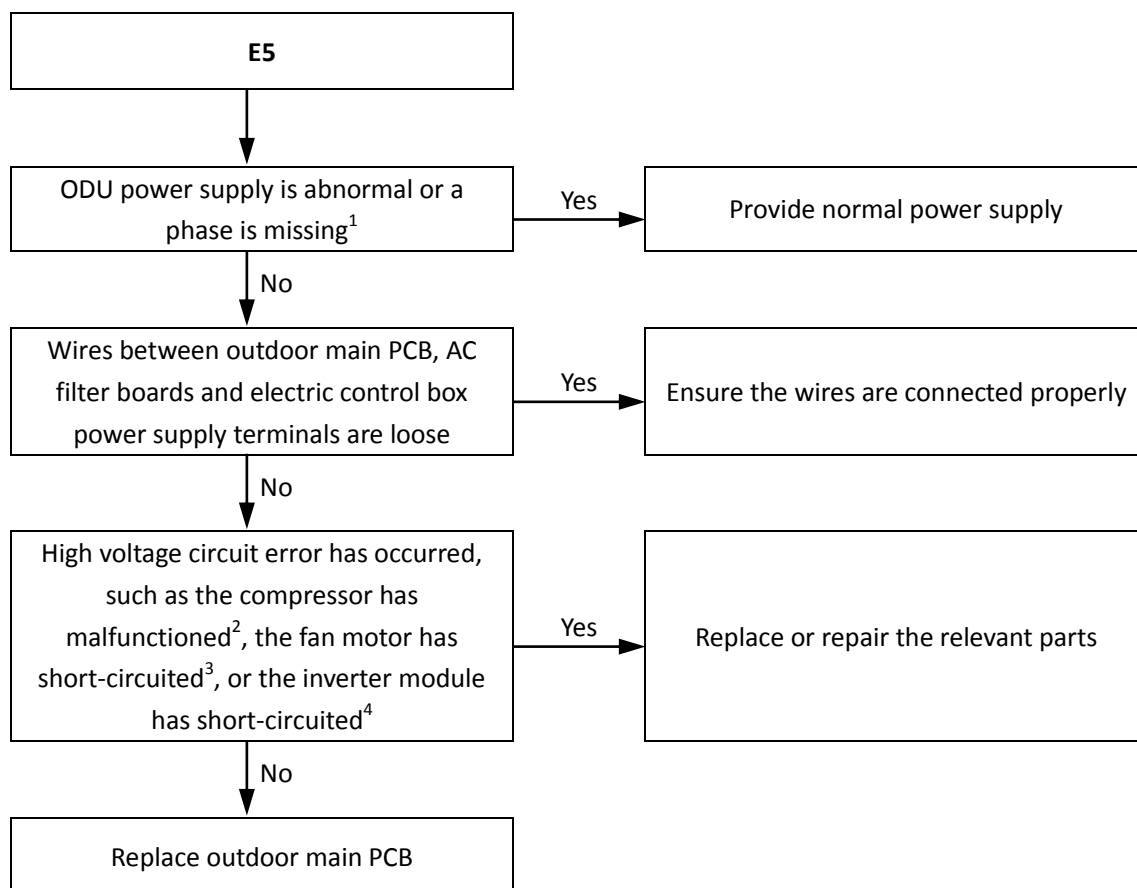 E5
ODU power supply is abnormal or a
phase is missing¹
Yes
Provide normal power supply
No
Wires between outdoor main PCB, AC
filter boards and electric control box
power supply terminals are loose
Yes
Ensure the wires are connected properly
No
High voltage circuit error has occurred,
such as the compressor has
malfunctioned², the fan motor has
short-circuited³, or the inverter module
has short-circuited⁴
Yes
Replace or repair the relevant parts
No
Replace outdoor main PCB